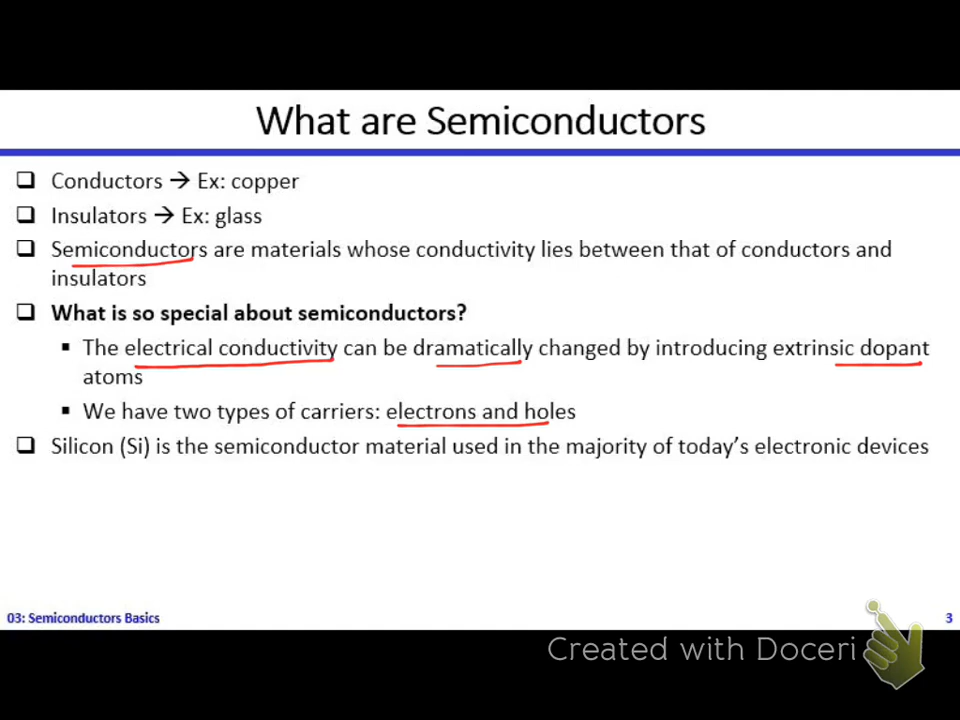 What are Semiconductors
❑ Conductors → Ex: copper
❑ Insulators → Ex: glass
❑ Semiconductors are materials whose conductivity lies between that of conductors and
insulators
❑ What is so special about semiconductors?
▪ The electrical conductivity can be dramatically changed by introducing extrinsic dopant
atoms
▪ We have two types of carriers: electrons and holes
❑ Silicon (Si) is the semiconductor material used in the majority of today’s electronic devices
03: Semiconductors Basics
3
Created with Doceri